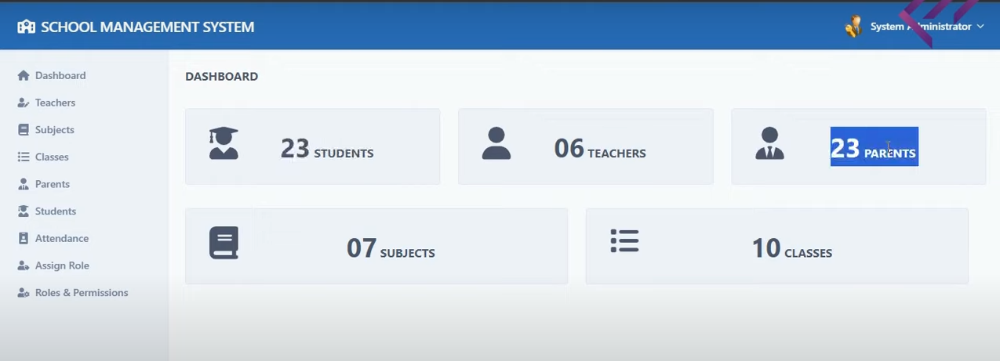 SCHOOL MANAGEMENT SYSTEM
System Administrator
Dashboard
Teachers
Subjects
Classes
Parents
Students
Attendance
Assign Role
Roles & Permissions
DASHBOARD
23 STUDENTS
06 TEACHERS
23 PARENTS
07 SUBJECTS
10 CLASSES